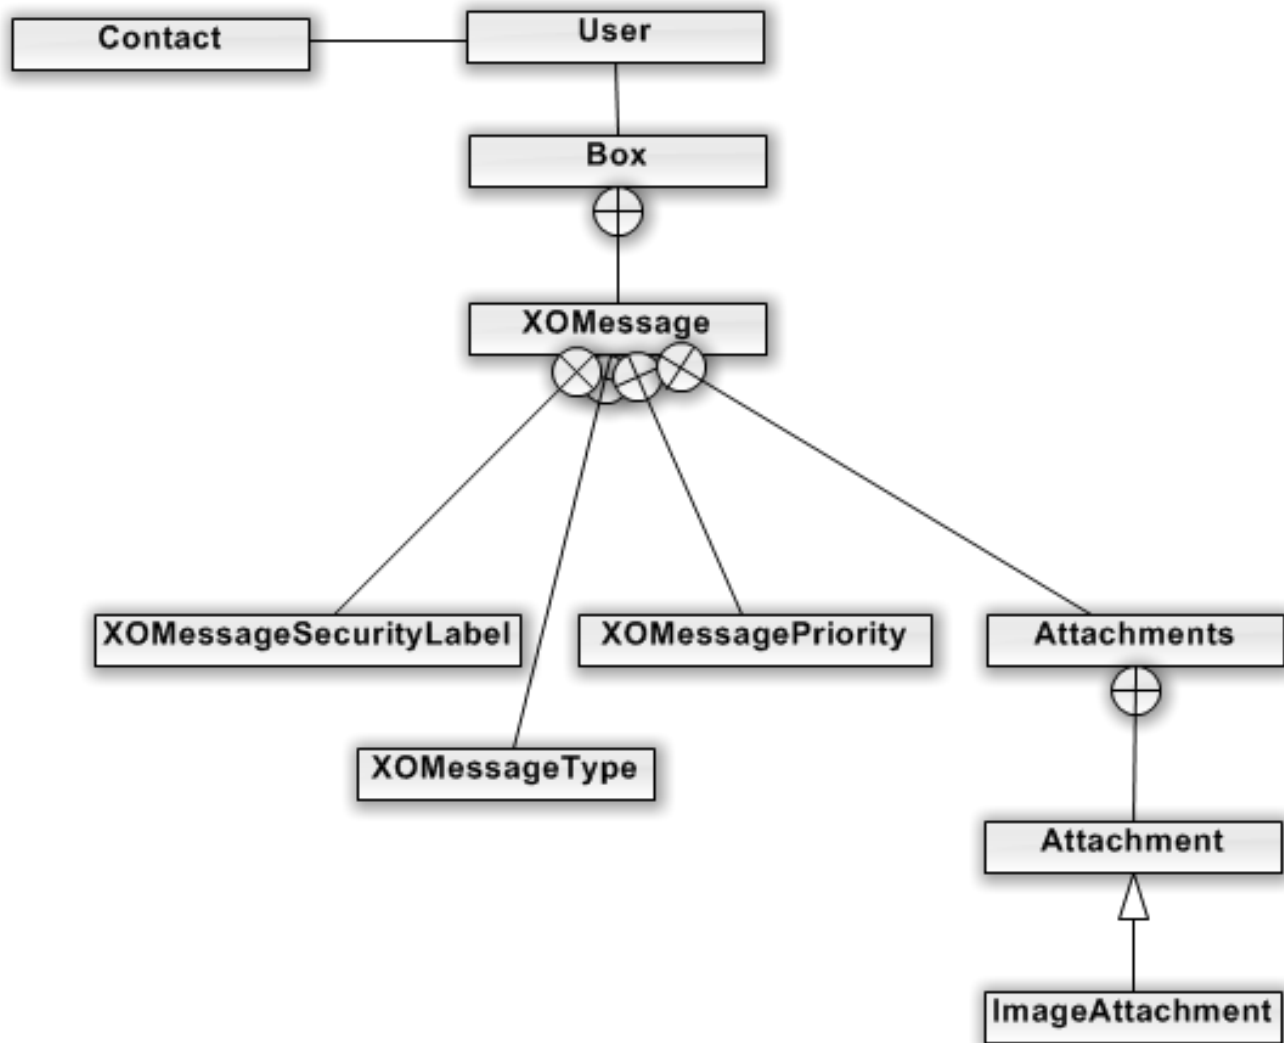 Contact
User
Box
XOMessage
XOMessageSecurityLabel
XOMessagePriority
Attachments
XOMessageType
Attachment
ImageAttachment